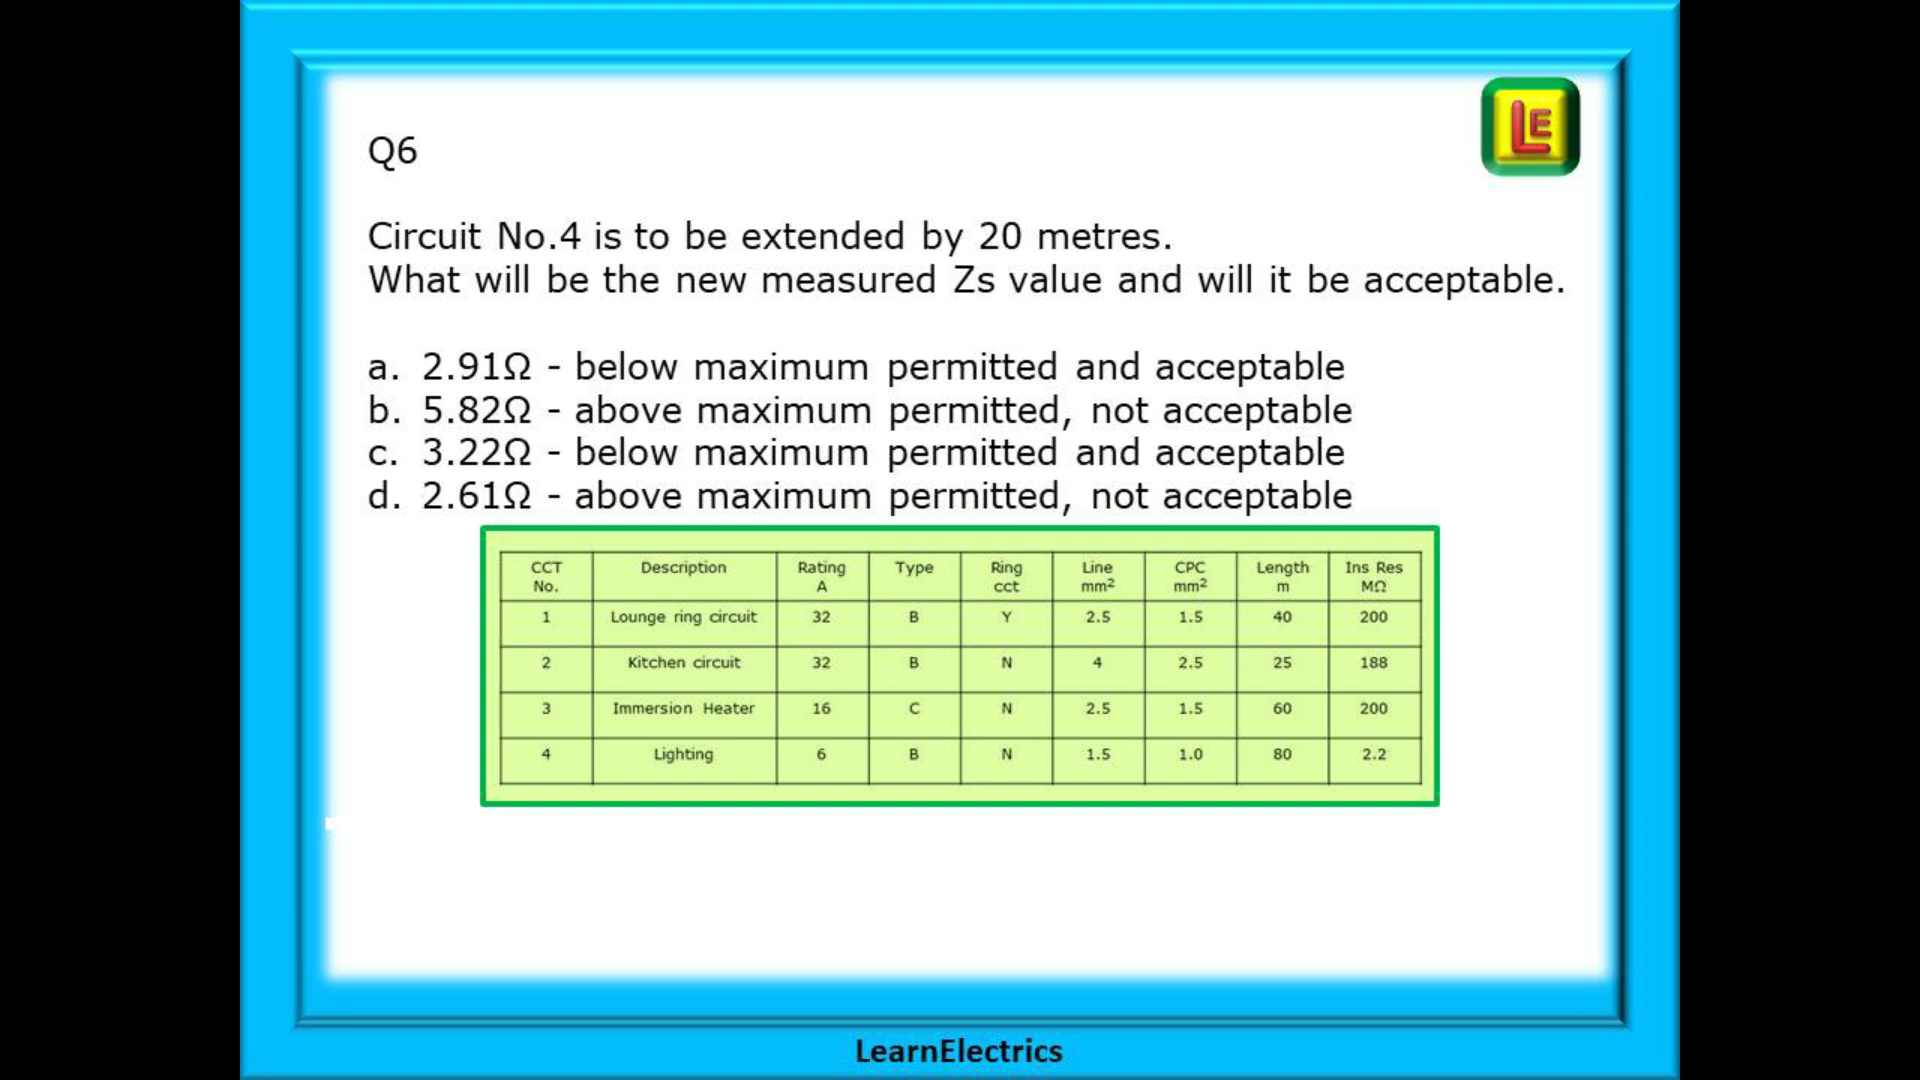 LE
Q6
Circuit No.4 is to be extended by 20 metres.
What will be the new measured Zs value and will it be acceptable.
a. 2.91Ω - below maximum permitted and acceptable
b. 5.82Ω - above maximum permitted, not acceptable
c. 3.22Ω - below maximum permitted and acceptable
d. 2.61Ω - above maximum permitted, not acceptable
CCT No. Description Rating A Type Ring cct Line mm² CPC mm² Length m Ins Res MΩ
1 Lounge ring circuit 32 B Y 2.5 1.5 40 200
2 Kitchen circuit 32 B N 4 2.5 25 188
3 Immersion Heater 16 C N 2.5 1.5 60 200
4 Lighting 6 B N 1.5 1.0 80 2.2
LearnElectrics